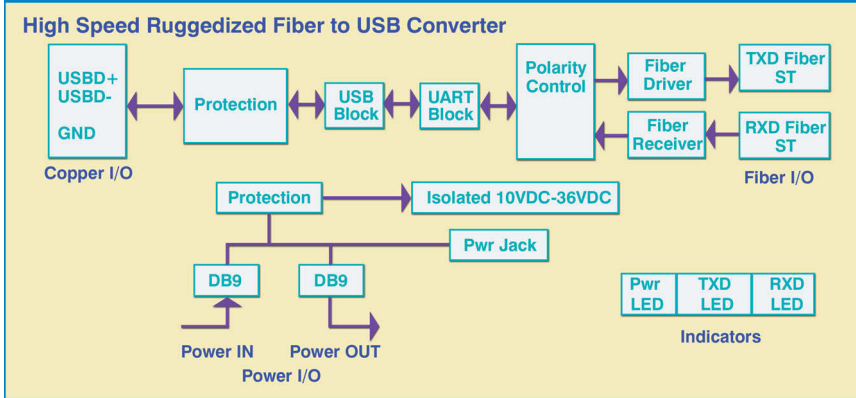 High Speed Ruggedized Fiber to USB Converter
USBD+
USBD-
GND
Copper I/O
Protection
USB
Block
UART
Block
Polarity
Control
Fiber
Driver
TXD Fiber
ST
Fiber
Receiver
RXD Fiber
ST
Fiber I/O
Protection
Isolated 10VDC-36VDC
Pwr Jack
DB9
DB9
Power IN
Power OUT
Power I/O
Pwr
LED
TXD
LED
RXD
LED
Indicators